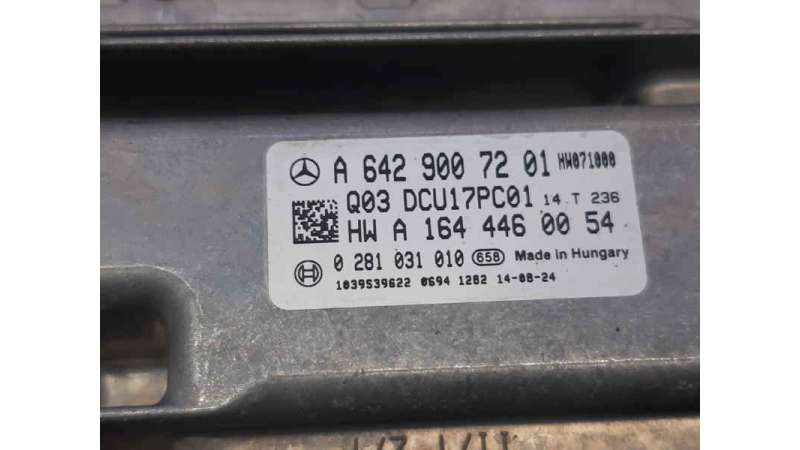 A 642 900 72 01 HW071000
Q03 DCU17PC01 14 T 236
HW A 164 446 00 54
0 281 031 010 658 Made in Hungary
1039S39622 0694 1282 14-08-24